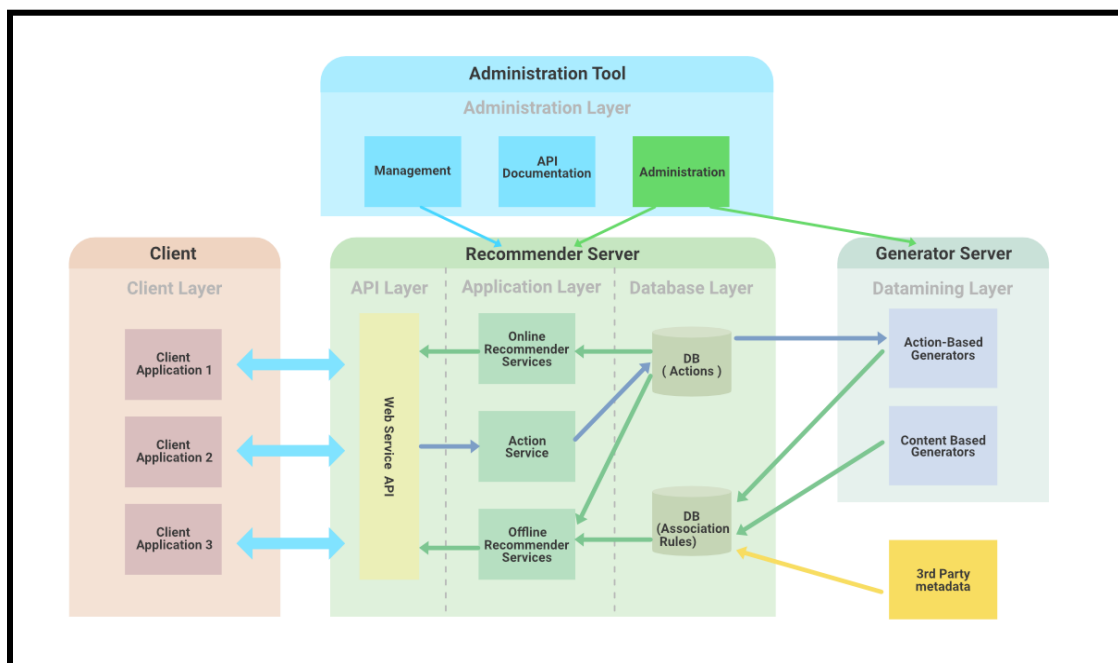 Administration Tool
Administration Layer
Management
API
Documentation
Administration
Client
Client Layer
Client
Application 1
Client
Application 2
Client
Application 3
Recommender Server
API Layer
Application Layer
Database Layer
Web Service API
Online
Recommender
Services
Action
Service
Offline
Recommender
Services
DB
( Actions )
DB
(Association
Rules)
Generator Server
Datamining Layer
Action-Based
Generators
Content Based
Generators
3rd Party
metadata